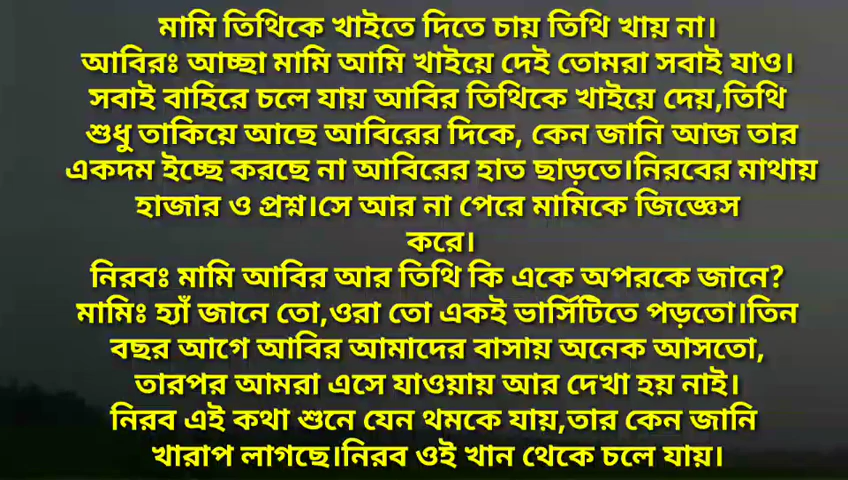 মামি তিথিকে খাইতে দিতে চায় তিথি খায় না।
আবিরঃ আচ্ছা মামি আমি খাইয়ে দেই তোমরা সবাই যাও।
সবাই বাহিরে চলে যায় আবির তিথিকে খাইয়ে দেয়,তিথি
শুধু তাকিয়ে আছে আবিরের দিকে, কেন জানি আজ তার
একদম ইচ্ছে করছে না আবিরের হাত ছাড়তে।নিরবের মাথায়
হাজার ও প্রশ্ন।সে আর না পেরে মামিকে জিজ্ঞেস
করে।
নিরবঃ মামি আবির আর তিথি কি একে অপরকে জানে?
মামিঃ হ্যাঁ জানে তো,ওরা তো একই ভার্সিটিতে পড়তো।তিন
বছর আগে আবির আমাদের বাসায় অনেক আসতো,
তারপর আমরা এসে যাওয়ায় আর দেখা হয় নাই।
নিরব এই কথা শুনে যেন থমকে যায়,তার কেন জানি
খারাপ লাগছে।নিরব ওই খান থেকে চলে যায়।